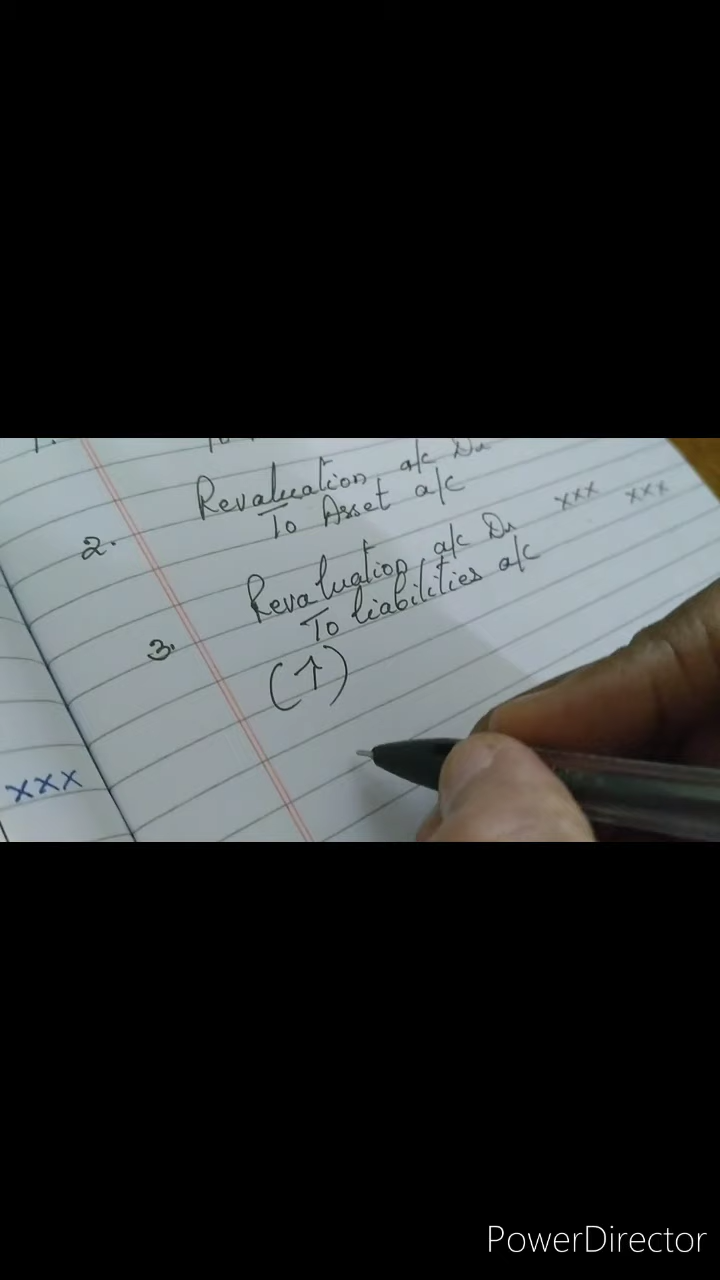 2. Revaluation a/c Dr
To Asset a/c
xxx xxx
3. Revaluation a/c Dr
To liabilities a/c
(↑)
xxx
PowerDirector